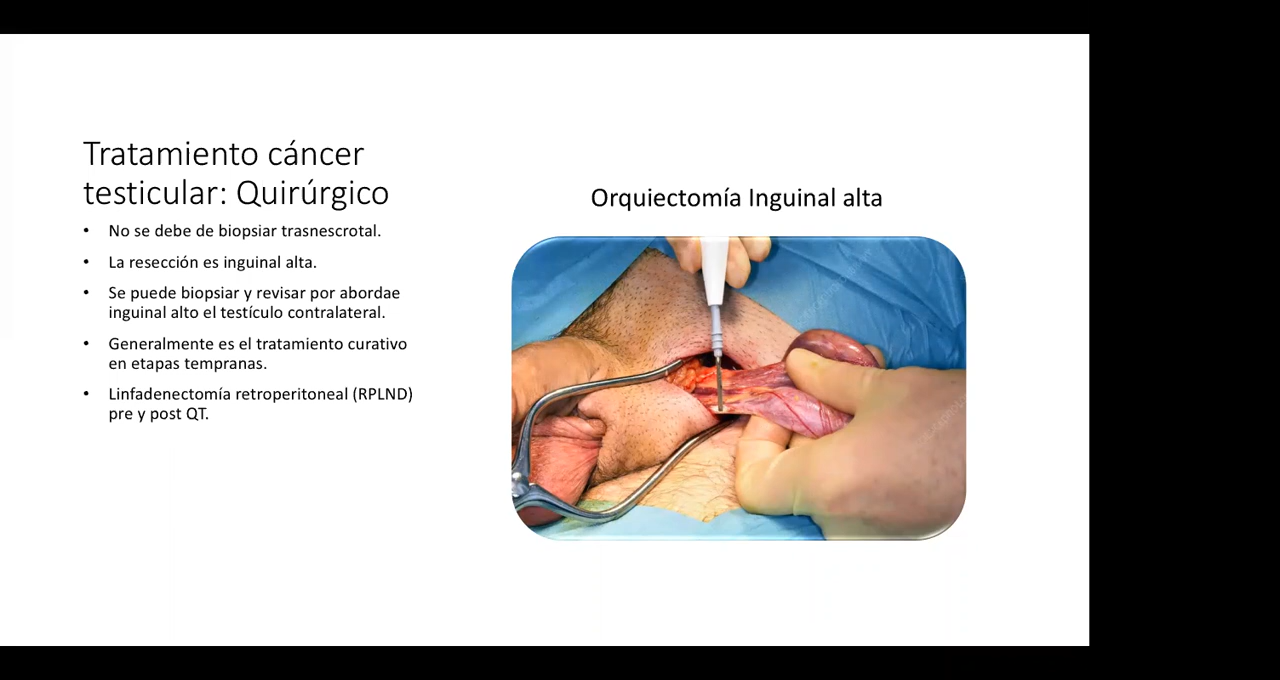 Tratamiento cáncer
testicular: Quirúrgico
• No se debe de biopsiar trasnescrotal.
• La resección es inguinal alta.
• Se puede biopsiar y revisar por abordae
inguinal alto el testículo contralateral.
• Generalmente es el tratamiento curativo
en etapas tempranas.
• Linfadenectomía retroperitoneal (RPLND)
pre y post QT.
Orquiectomía Inguinal alta